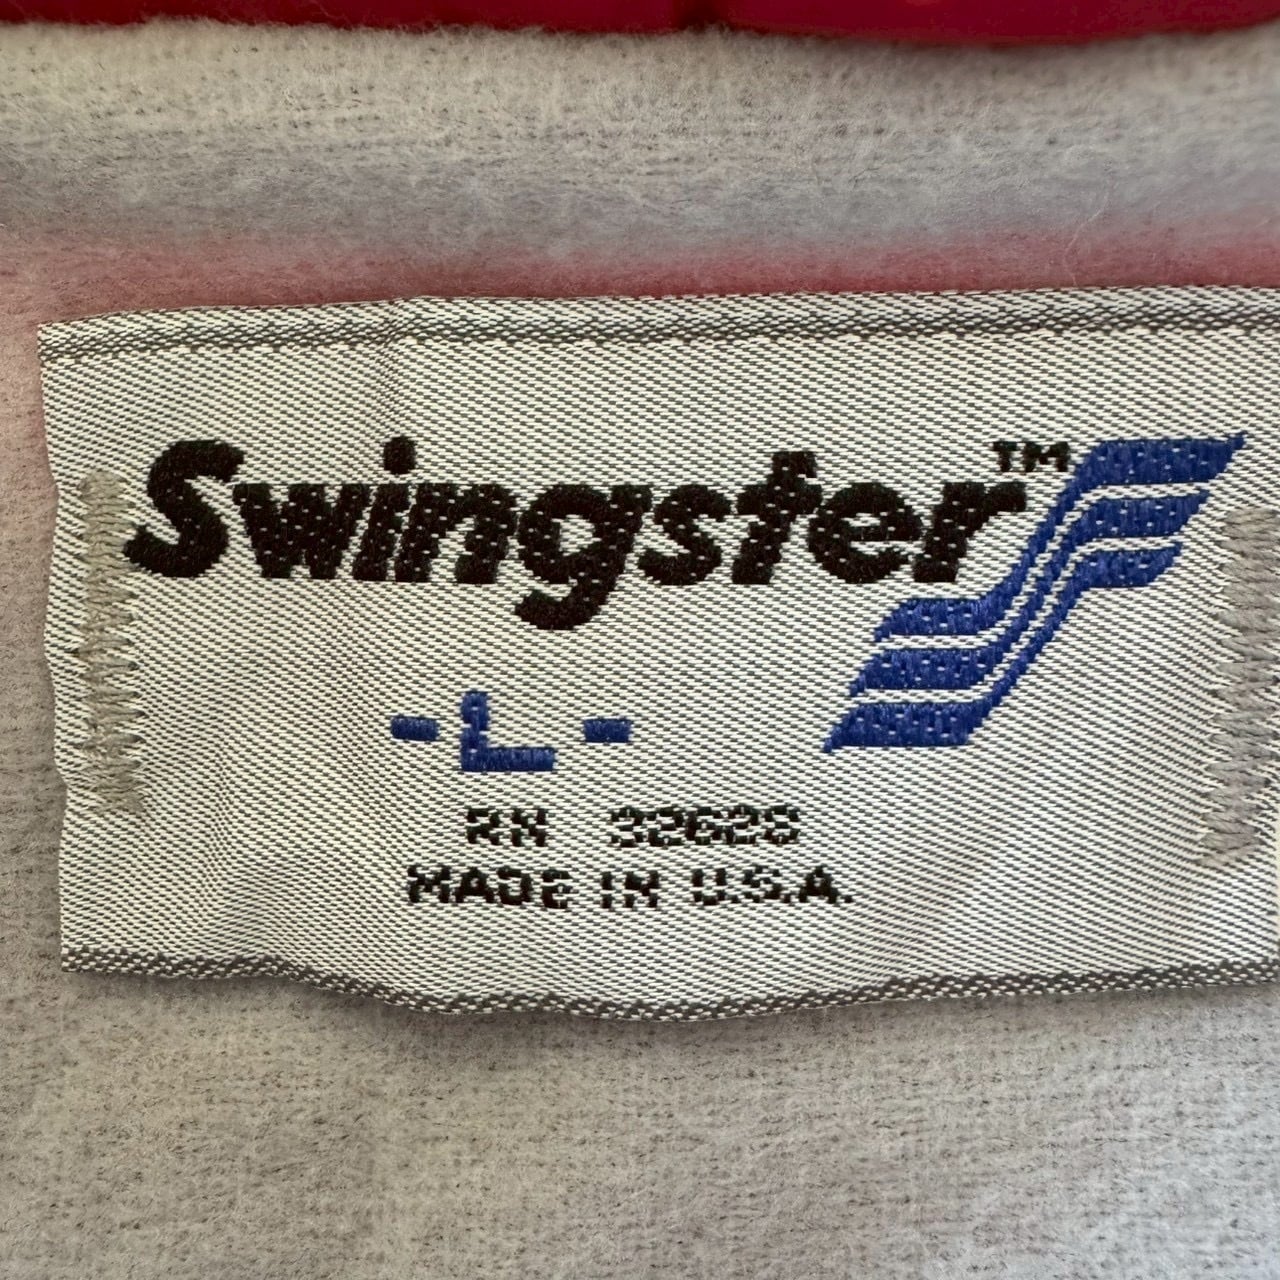 Swingster™
-L-
RN 32628
MADE IN U.S.A.